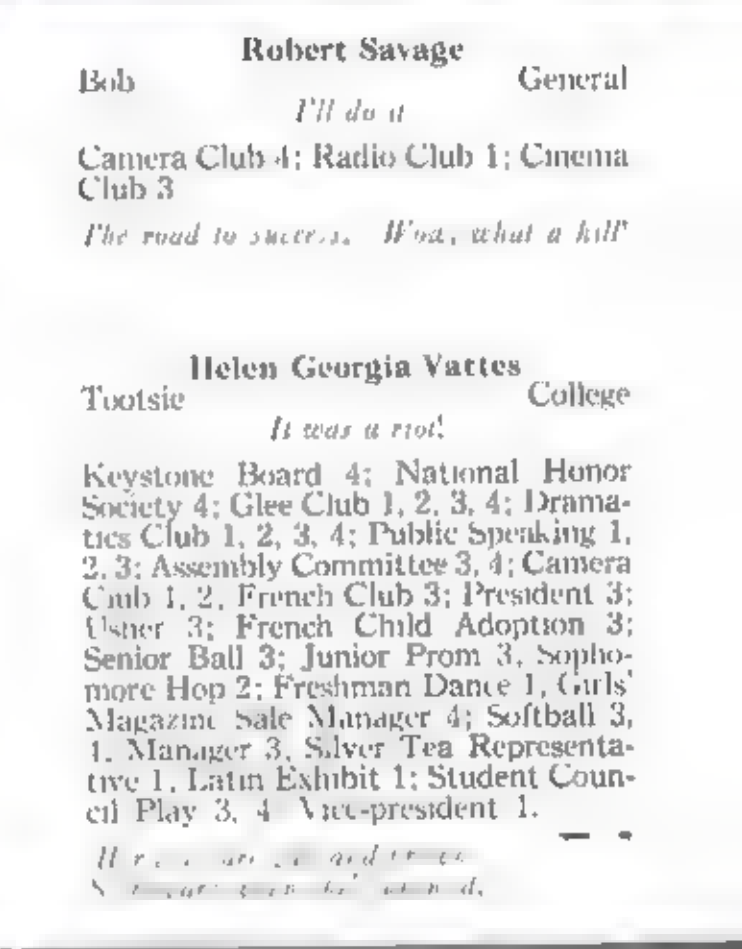 Robert Savage
Bob General
I'll do it
Camera Club 4; Radio Club 1; Cinema
Club 3
The road to success. Woa, what a hill!
Helen Georgia Vattes
Tootsie College
It was a riot!
Keystone Board 4; National Honor
Society 4; Glee Club 1, 2, 3, 4; Drama-
tics Club 1, 2, 3, 4; Public Speaking 1,
2, 3; Assembly Committee 3, 4; Camera
Club 1, 2, French Club 3; President 3;
Usher 3; French Child Adoption 3;
Senior Ball 3; Junior Prom 3, Sopho-
more Hop 2; Freshman Dance 1, Girls'
Magazine Sale Manager 4; Softball 3,
1, Manager 3, Silver Tea Representa-
tive 1, Latin Exhibit 1; Student Coun-
cil Play 3, 4 Vice-president 1.